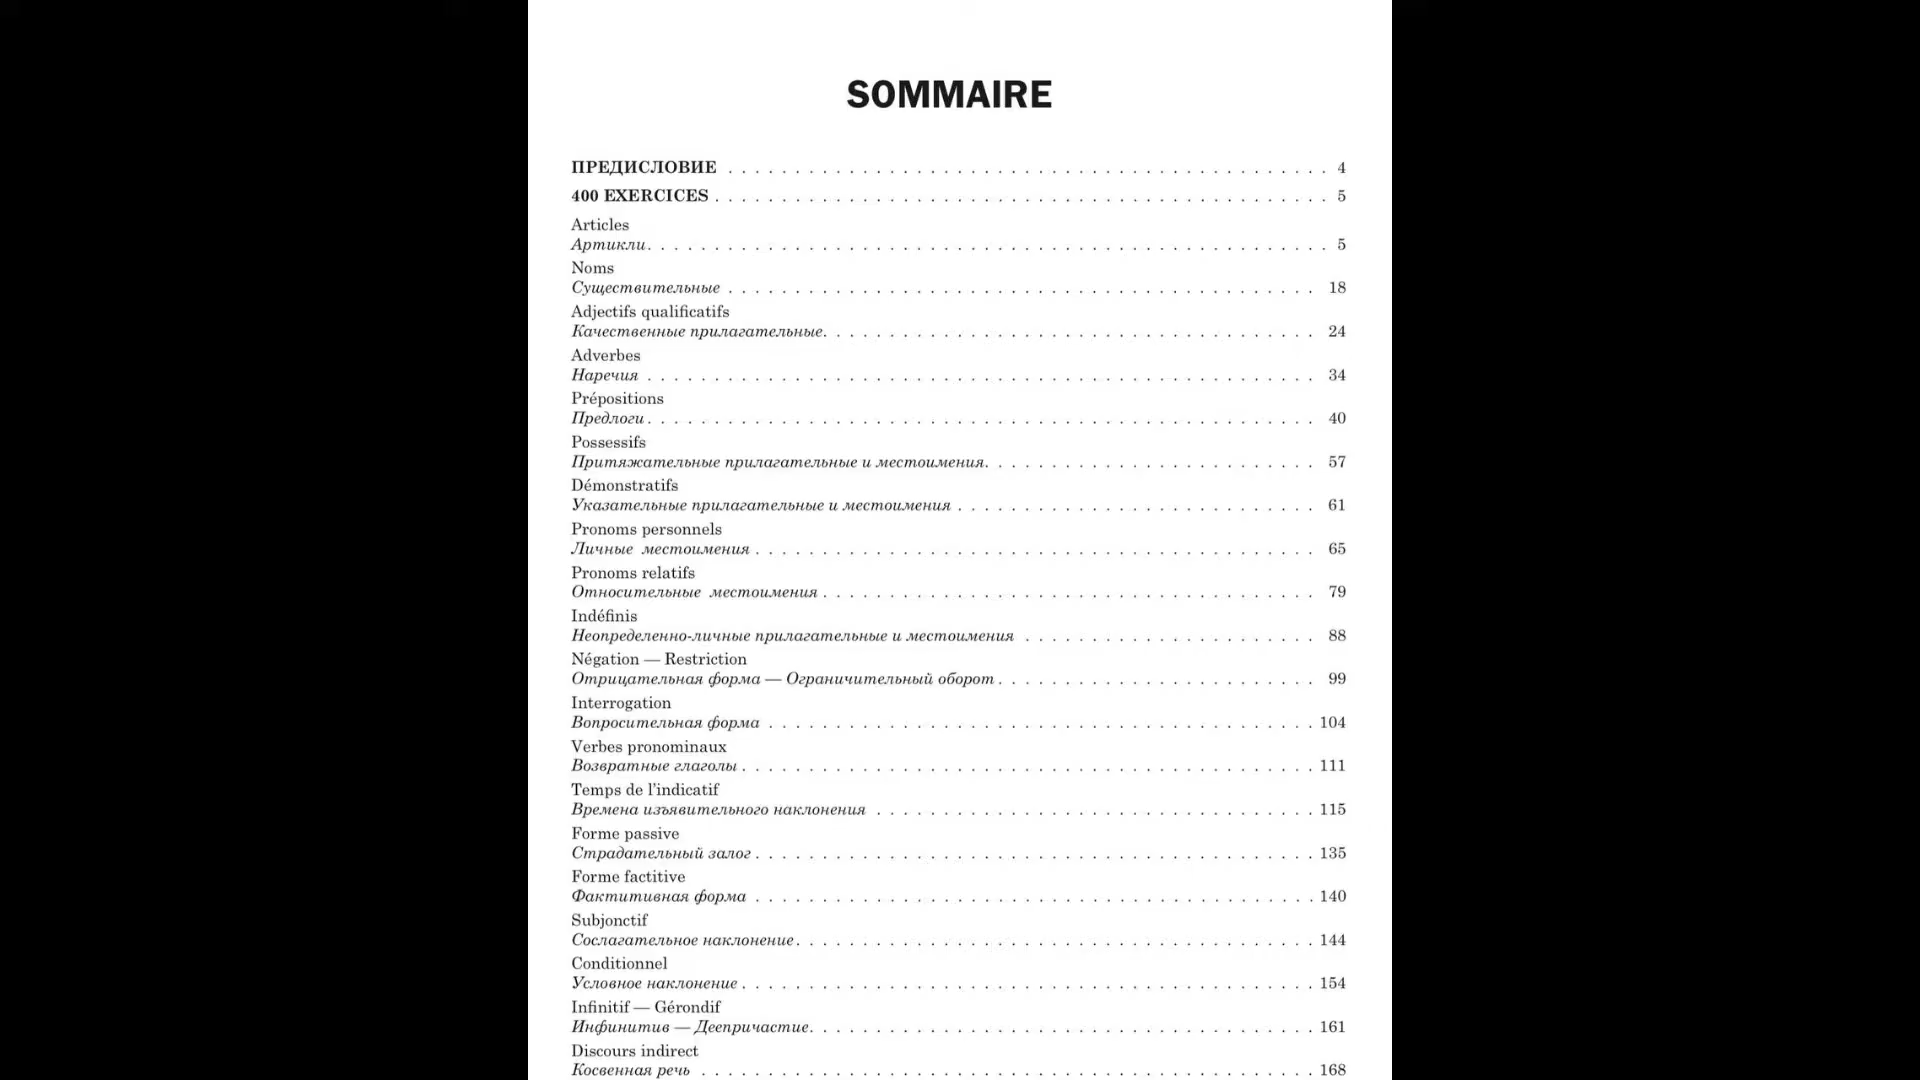 SOMMAIRE
ПРЕДИСЛОВИЕ . . . . . . . . . . . . . . . . . . . . 4
400 EXERCICES . . . . . . . . . . . . . . . . . . . . 5
Articles
Артикли . . . . . . . . . . . . . . . . . . . . 5
Noms
Существительные . . . . . . . . . . . . . . . . . . . . 18
Adjectifs qualificatifs
Качественные прилагательные . . . . . . . . . . . . . . . . . . . . 24
Adverbes
Наречия . . . . . . . . . . . . . . . . . . . . 34
Prépositions
Предлоги . . . . . . . . . . . . . . . . . . . . 40
Possessifs
Притяжательные прилагательные и местоимения . . . . . . . . . . . . . . . . . . . . 57
Démonstratifs
Указательные прилагательные и местоимения . . . . . . . . . . . . . . . . . . . . 61
Pronoms personnels
Личные местоимения . . . . . . . . . . . . . . . . . . . . 65
Pronoms relatifs
Относительные местоимения . . . . . . . . . . . . . . . . . . . . 79
Indéfinis
Неопределенно-личные прилагательные и местоимения . . . . . . . . . . . . . . . . . . . . 88
Négation — Restriction
Отрицательная форма — Ограничительный оборот . . . . . . . . . . . . . . . . . . . . 99
Interrogation
Вопросительная форма . . . . . . . . . . . . . . . . . . . . 104
Verbes pronominaux
Возвратные глаголы . . . . . . . . . . . . . . . . . . . . 111
Temps de l’indicatif
Времена изъявительного наклонения . . . . . . . . . . . . . . . . . . . . 115
Forme passive
Страдательный залог . . . . . . . . . . . . . . . . . . . . 135
Forme factitive
Фактитивная форма . . . . . . . . . . . . . . . . . . . . 140
Subjonctif
Сослагательное наклонение . . . . . . . . . . . . . . . . . . . . 144
Conditionnel
Условное наклонение . . . . . . . . . . . . . . . . . . . . 154
Infinitif — Gérondif
Инфинитив — Деепричастие . . . . . . . . . . . . . . . . . . . . 161
Discours indirect
Косвенная речь . . . . . . . . . . . . . . . . . . . . 168